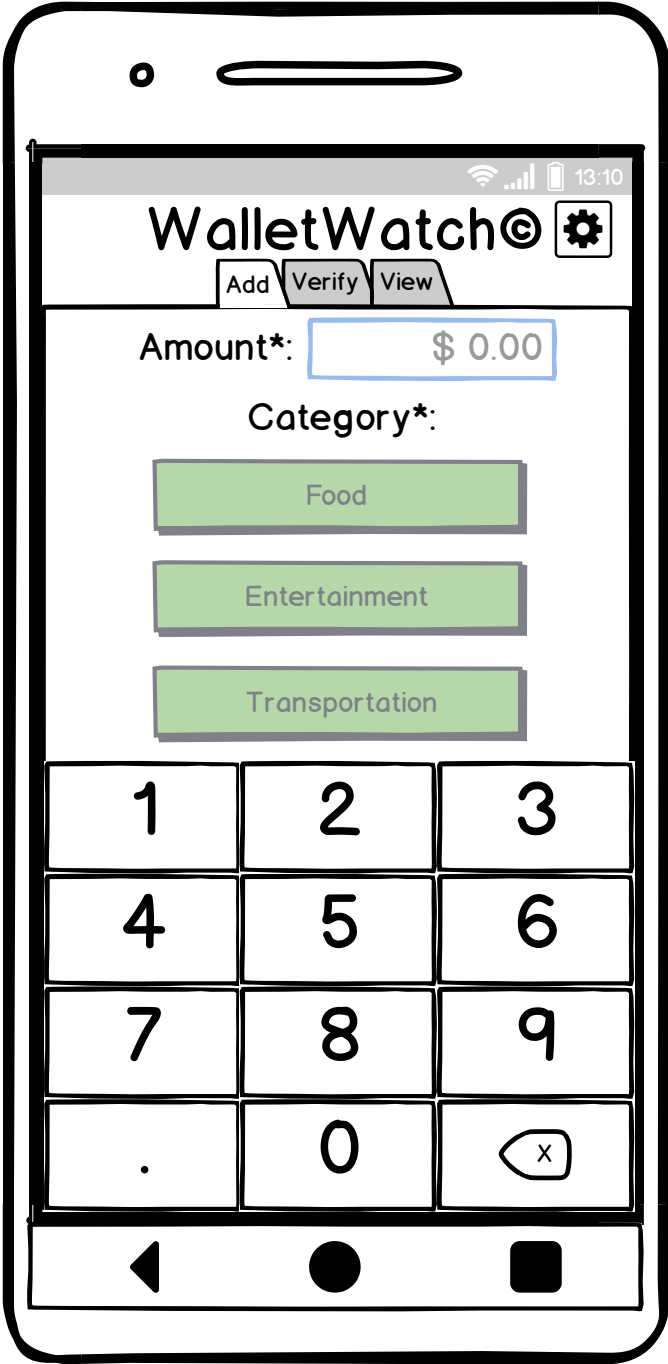 13:10
WalletWatch©
Add Verify View
Amount*: $ 0.00
Category*:
Food
Entertainment
Transportation
1 2 3
4 5 6
7 8 9
. 0 X